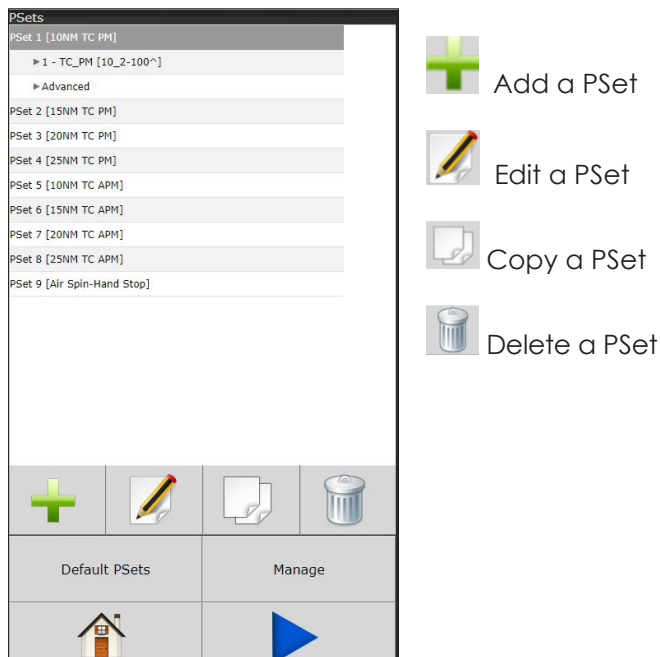 PSets
PSet 1 [10NM TC PM]
▶1 - TC_PM [10_2-100^]
▶Advanced
PSet 2 [15NM TC PM]
PSet 3 [20NM TC PM]
PSet 4 [25NM TC PM]
PSet 5 [10NM TC APM]
PSet 6 [15NM TC APM]
PSet 7 [20NM TC APM]
PSet 8 [25NM TC APM]
PSet 9 [Air Spin-Hand Stop]
Default PSets
Manage
Add a PSet
Edit a PSet
Copy a PSet
Delete a PSet